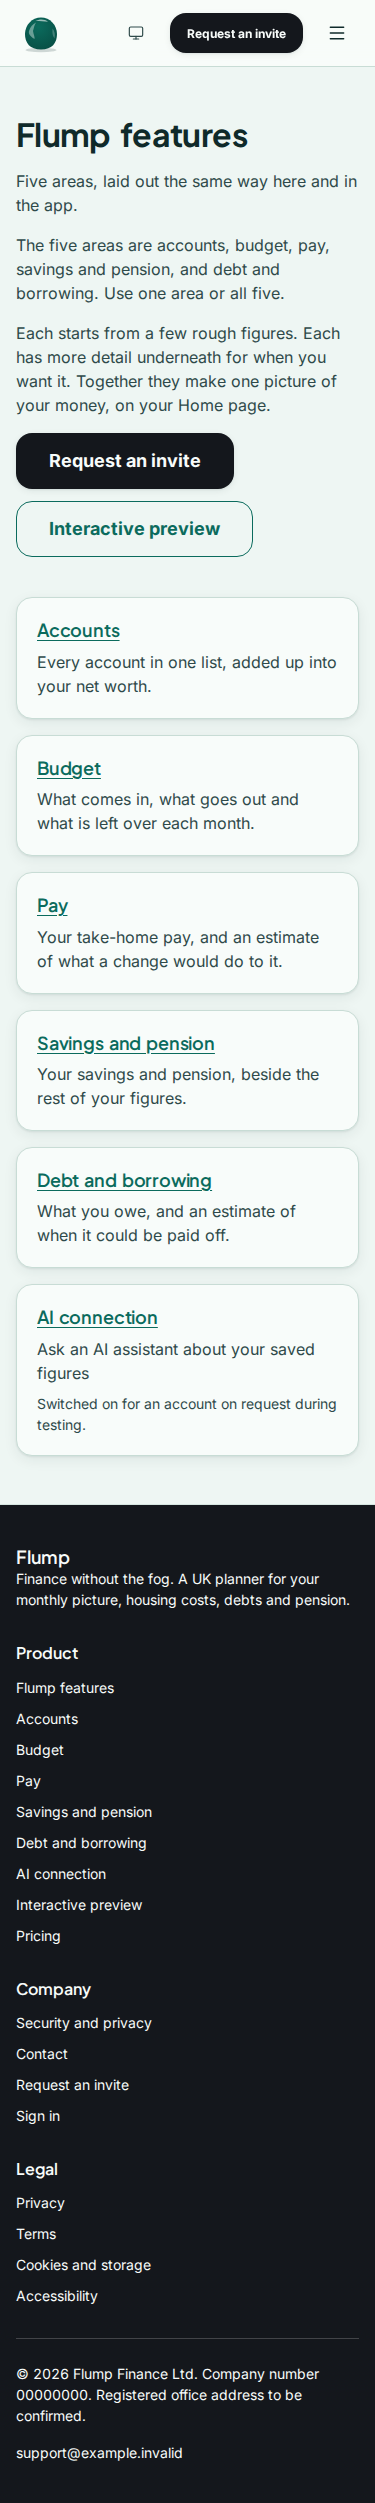 Request an invite
Flump features
Five areas, laid out the same way here and in
the app.
The five areas are accounts, budget, pay,
savings and pension, and debt and
borrowing. Use one area or all five.
Each starts from a few rough figures. Each
has more detail underneath for when you
want it. Together they make one picture of
your money, on your Home page.
Request an invite
Interactive preview
Accounts
Every account in one list, added up into
your net worth.
Budget
What comes in, what goes out and
what is left over each month.
Pay
Your take-home pay, and an estimate
of what a change would do to it.
Savings and pension
Your savings and pension, beside the
rest of your figures.
Debt and borrowing
What you owe, and an estimate of
when it could be paid off.
AI connection
Ask an AI assistant about your saved
figures
Switched on for an account on request during
testing.
Flump
Finance without the fog. A UK planner for your
monthly picture, housing costs, debts and pension.
Product
Flump features
Accounts
Budget
Pay
Savings and pension
Debt and borrowing
AI connection
Interactive preview
Pricing
Company
Security and privacy
Contact
Request an invite
Sign in
Legal
Privacy
Terms
Cookies and storage
Accessibility
© 2026 Flump Finance Ltd. Company number
00000000. Registered office address to be
confirmed.
support@example.invalid